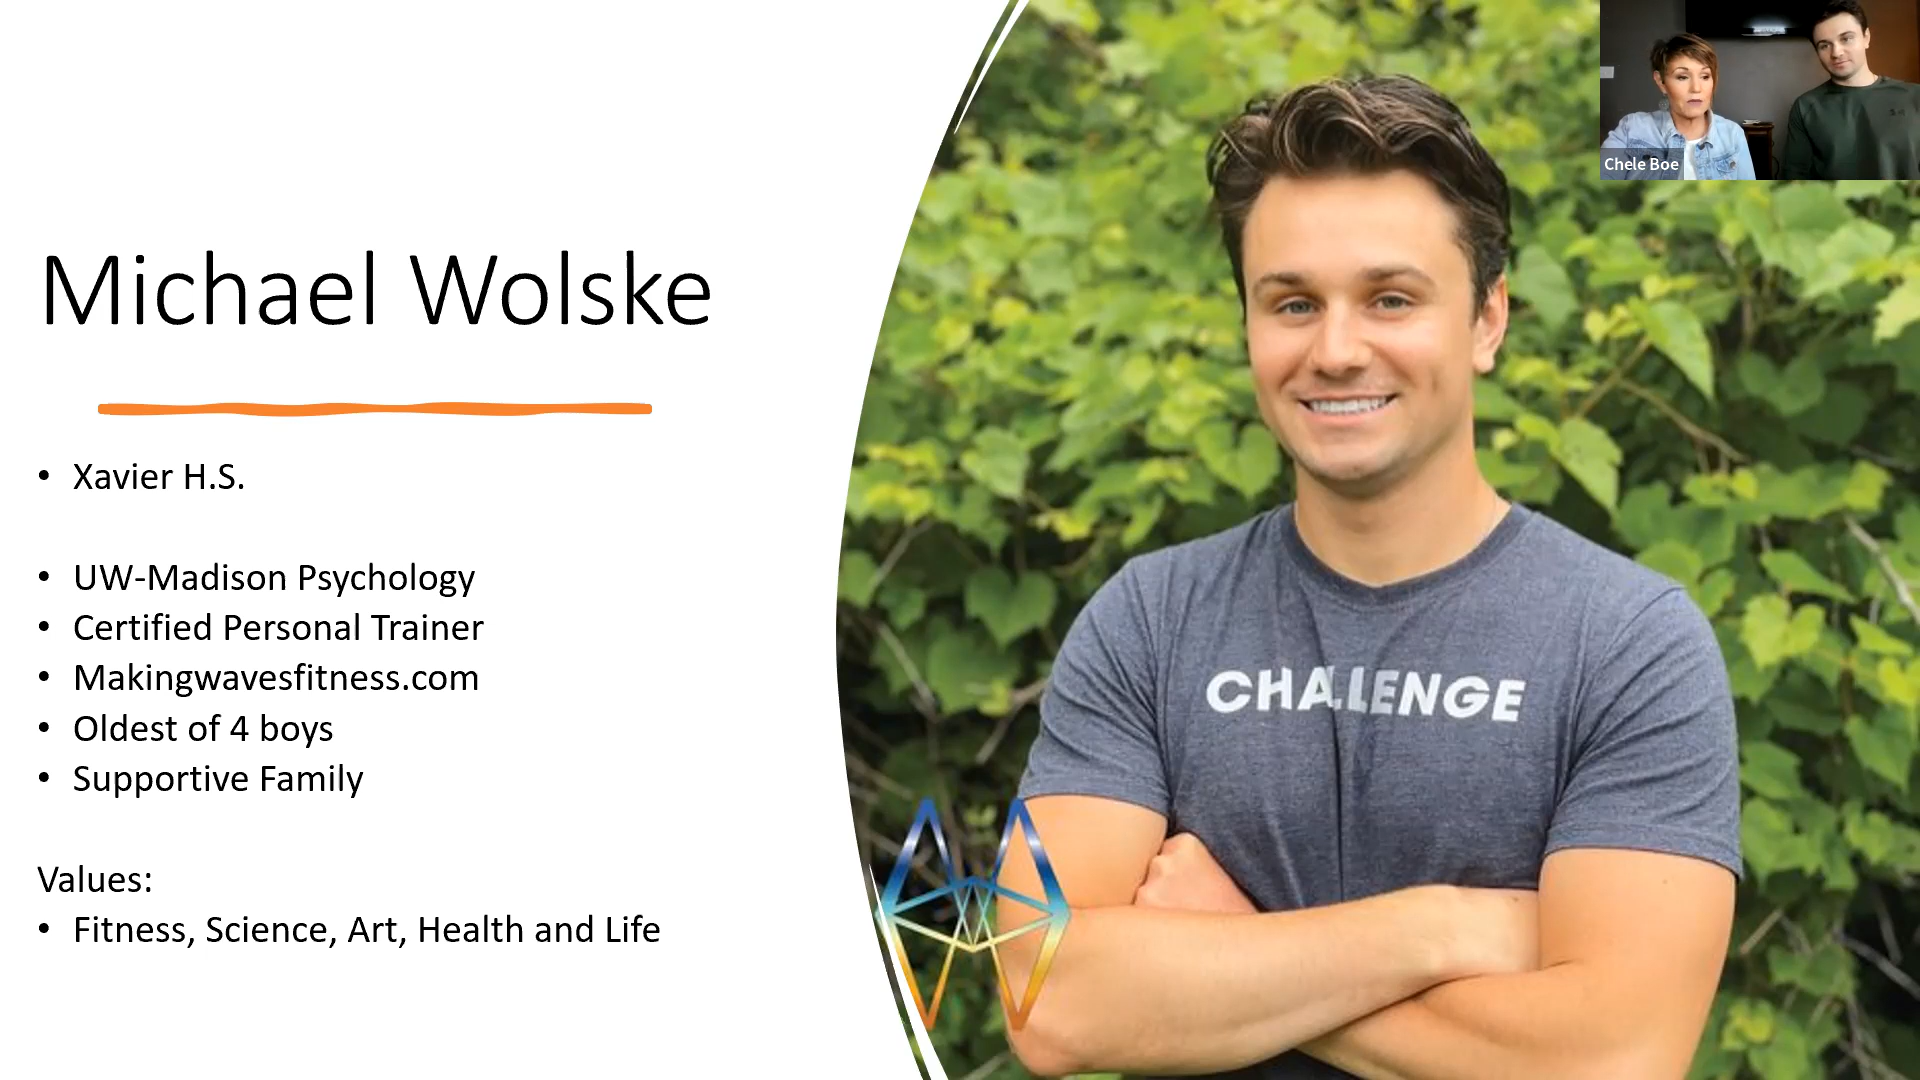 Chele Boe
Michael Wolske
• Xavier H.S.
• UW-Madison Psychology
• Certified Personal Trainer
• Makingwavesfitness.com
• Oldest of 4 boys
• Supportive Family
Values:
• Fitness, Science, Art, Health and Life
CHALLENGE